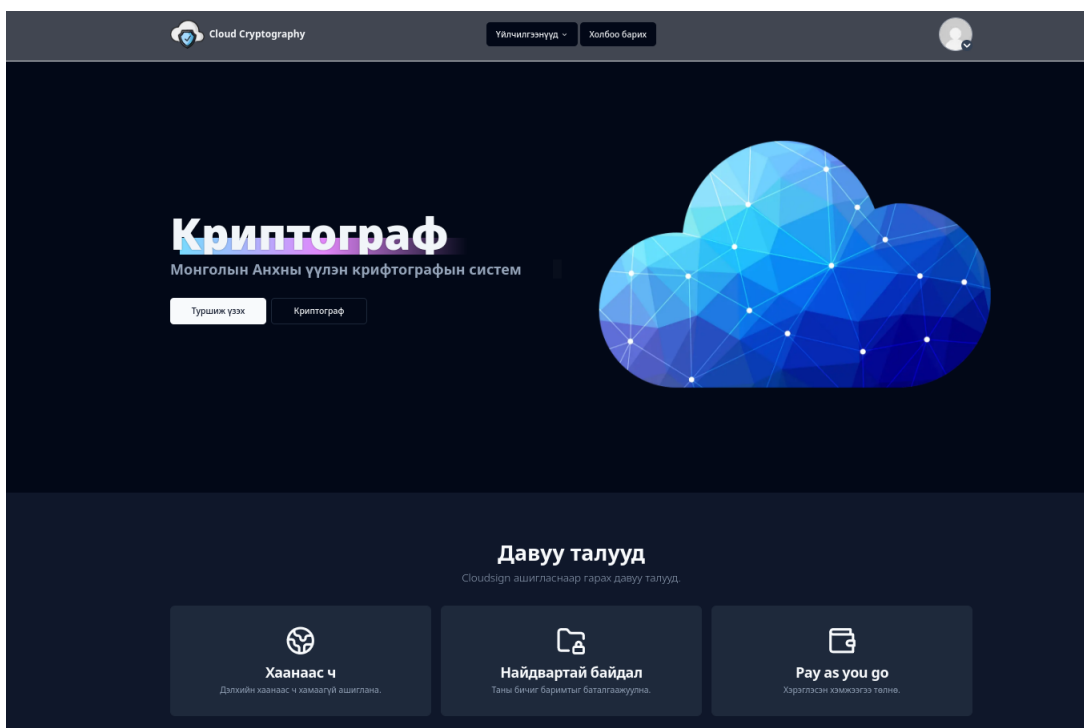 Cloud Cryptography
Үйлчилгээнүүд
Холбоо барих
Криптограф
Монголын Анхны үүлэн крифтографын систем
Туршиж үзэх
Криптограф
Давуу талууд
Cloudsign ашигласнаар гарах давуу талууд.
Хаанаас ч
Дэлхийн хаанаас ч хамаагүй ашиглана.
Найдвартай байдал
Таны бичиг баримтыг баталгаажуулна.
Pay as you go
Хэрэглэсэн хэмжээгээ төлнө.